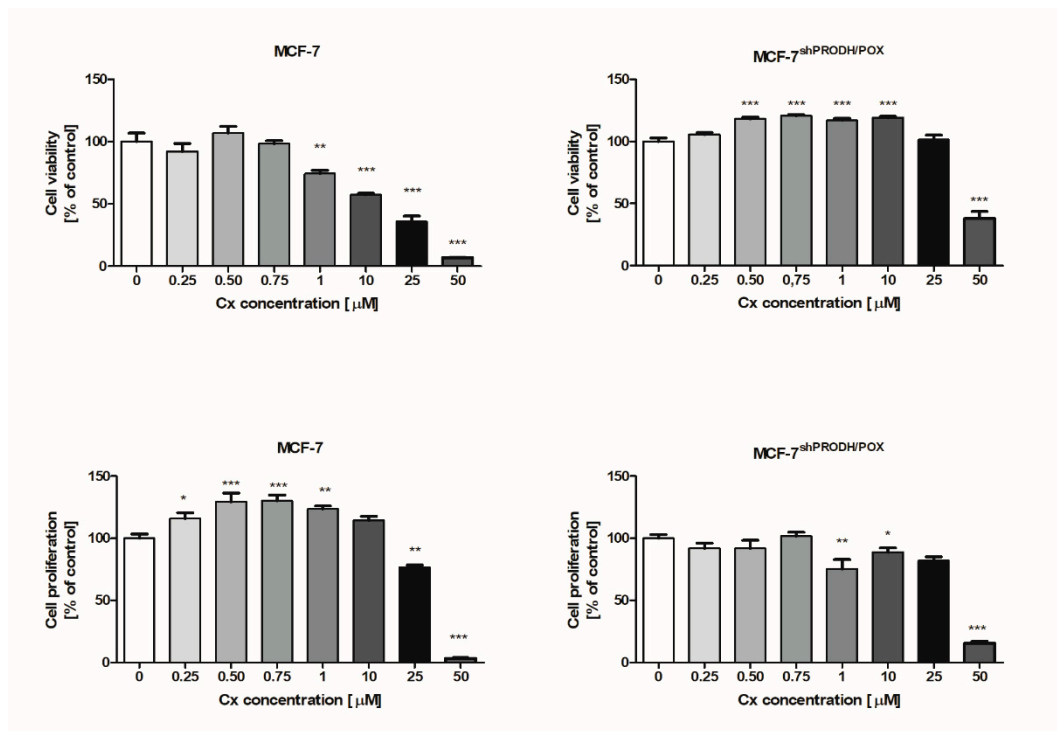 MCF-7
Cell viability
[% of control]
150
100
50
0
** *** *** ***
0 0.25 0.50 0.75 1 10 25 50
Cx concentration [ μM]
MCF-7shPRODH/POX
Cell viability
[% of control]
150
100
50
0
*** *** *** *** ***
0 0.25 0.50 0,75 1 10 25 50
Cx concentration [ μM]
MCF-7
Cell proliferation
[% of control]
150
100
50
0
* *** *** ** ** ***
0 0.25 0.50 0.75 1 10 25 50
Cx concentration [ μM]
MCF-7shPRODH/POX
Cell proliferation
[% of control]
150
100
50
0
** * ***
0 0.25 0.50 0.75 1 10 25 50
Cx concentration [ μM]